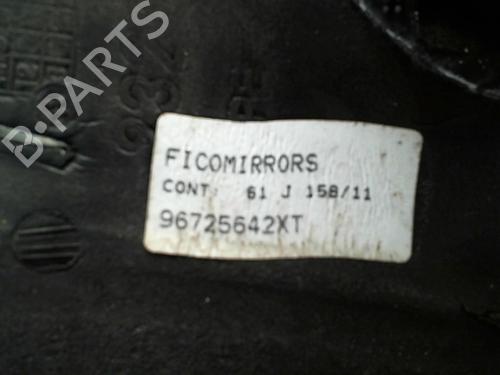 FICOMIRRORS
CONT: 61 J 158/11
96725642XT
B-PARTS